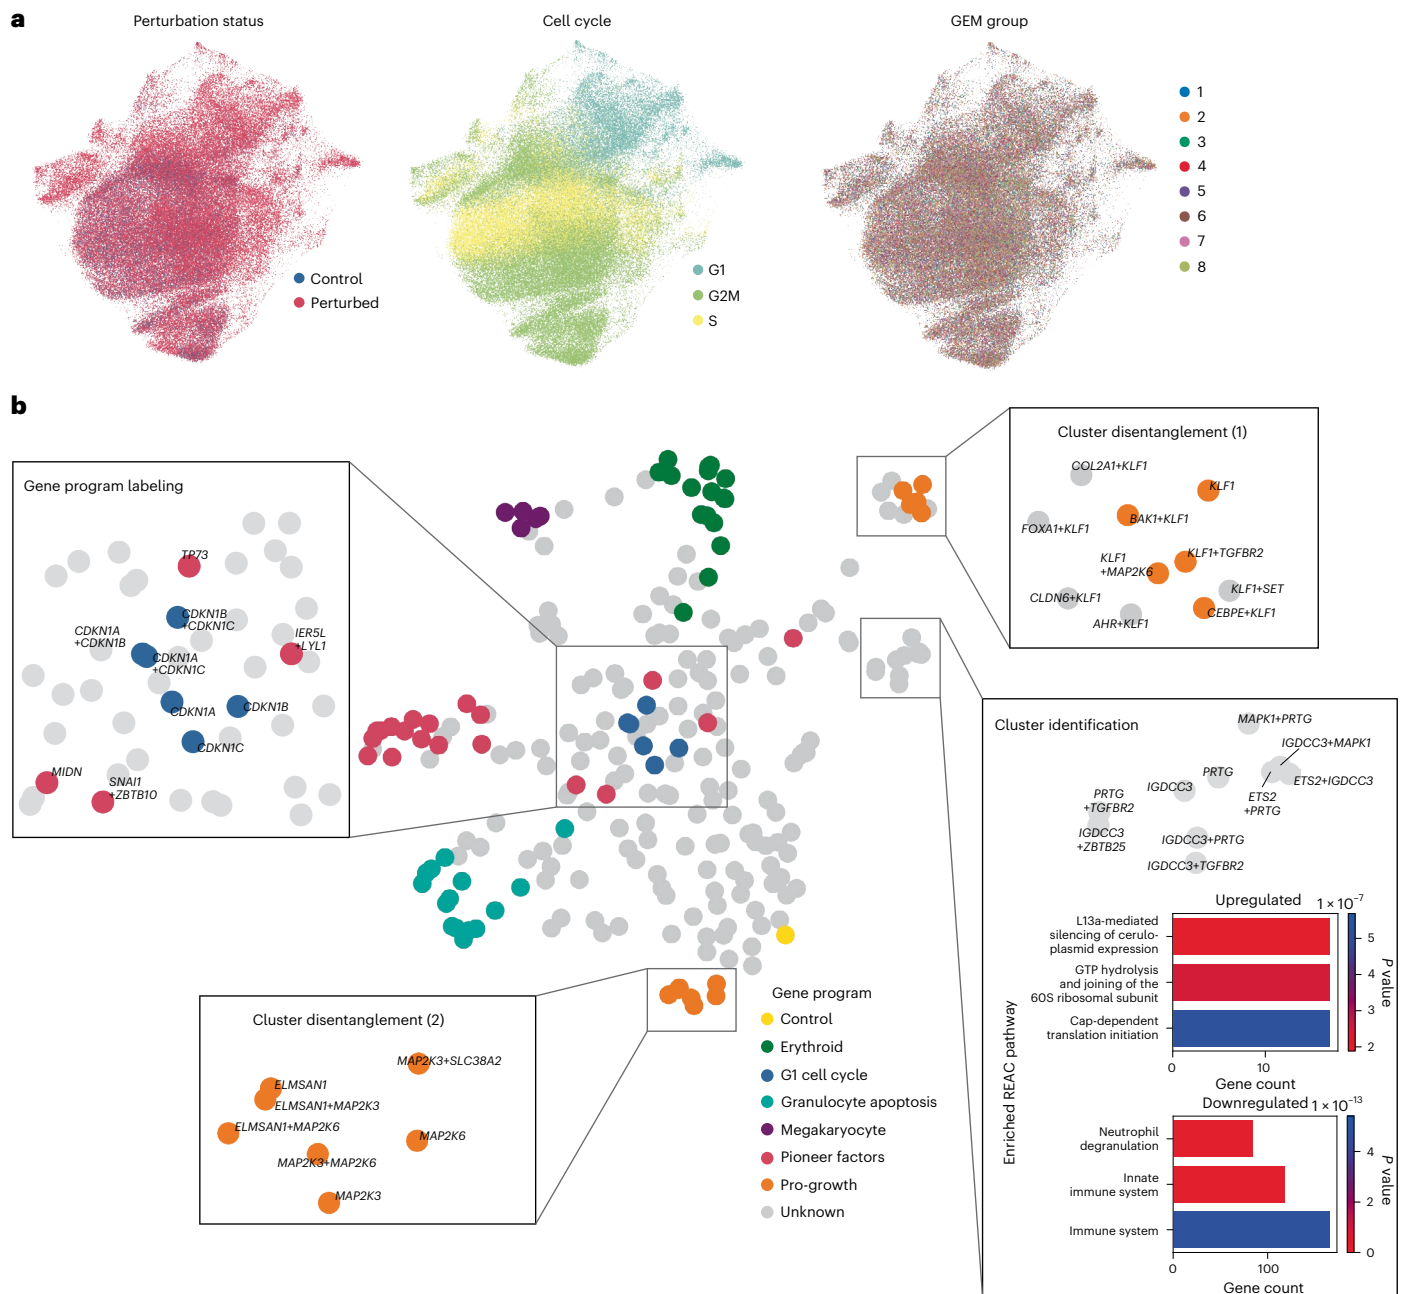 a
Perturbation status
Cell cycle
GEM group
Control
Perturbed
G1
G2M
S
1
2
3
4
5
6
7
8
b
Gene program labeling
TP73
CDKN1B
+CDKN1C
CDKN1A
+CDKN1B
CDKN1A
+CDKN1C
IER5L
+LYL1
CDKN1A
CDKN1B
CDKN1C
MIDN
SNAI1
+ZBTB10
Cluster disentanglement (1)
COL2A1+KLF1
KLF1
BAK1+KLF1
FOXA1+KLF1
KLF1+TGFBR2
KLF1
+MAP2K6
KLF1+SET
CLDN6+KLF1
CEBPE+KLF1
AHR+KLF1
Cluster identification
MAPK1+PRTG
IGDCC3+MAPK1
PRTG
IGDCC3
ETS2+IGDCC3
ETS2
+PRTG
PRTG
+TGFBR2
IGDCC3
+ZBTB25
IGDCC3+PRTG
IGDCC3+TGFBR2
Upregulated
1 × 10−7
L13a-mediated
silencing of cerulo-
plasmid expression
GTP hydrolysis
and joining of the
60S ribosomal subunit
Cap-dependent
translation initiation
5
4
3
2
P value
0
10
Gene count
Enriched REAC pathway
Downregulated
1 × 10−13
Neutrophil
degranulation
Innate
immune system
Immune system
4
2
0
P value
0
100
Gene count
Cluster disentanglement (2)
MAP2K3+SLC38A2
ELMSAN1
ELMSAN1+MAP2K3
ELMSAN1+MAP2K6
MAP2K6
MAP2K3+MAP2K6
MAP2K3
Gene program
Control
Erythroid
G1 cell cycle
Granulocyte apoptosis
Megakaryocyte
Pioneer factors
Pro-growth
Unknown